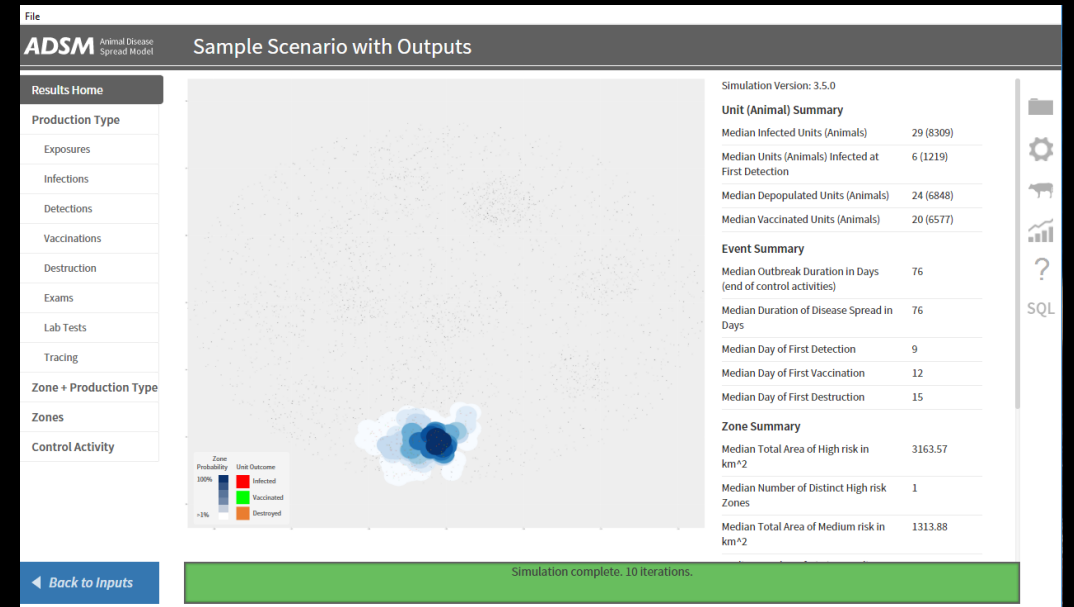 File
ADSM Animal Disease Spread Model
Sample Scenario with Outputs
Results Home
Production Type
Exposures
Infections
Detections
Vaccinations
Destruction
Exams
Lab Tests
Tracing
Zone + Production Type
Zones
Control Activity
Back to Inputs
Zone Probability
100%
>1%
Unit Outcome
Infected
Vaccinated
Destroyed
Simulation Version: 3.5.0
Unit (Animal) Summary
Median Infected Units (Animals) 29 (8309)
Median Units (Animals) Infected at 6 (1219)
First Detection
Median Depopulated Units (Animals) 24 (6848)
Median Vaccinated Units (Animals) 20 (6577)
Event Summary
Median Outbreak Duration in Days 76
(end of control activities)
Median Duration of Disease Spread in 76
Days
Median Day of First Detection 9
Median Day of First Vaccination 12
Median Day of First Destruction 15
Zone Summary
Median Total Area of High risk in 3163.57
km^2
Median Number of Distinct High risk 1
Zones
Median Total Area of Medium risk in 1313.88
km^2
SQL
?
Simulation complete. 10 iterations.